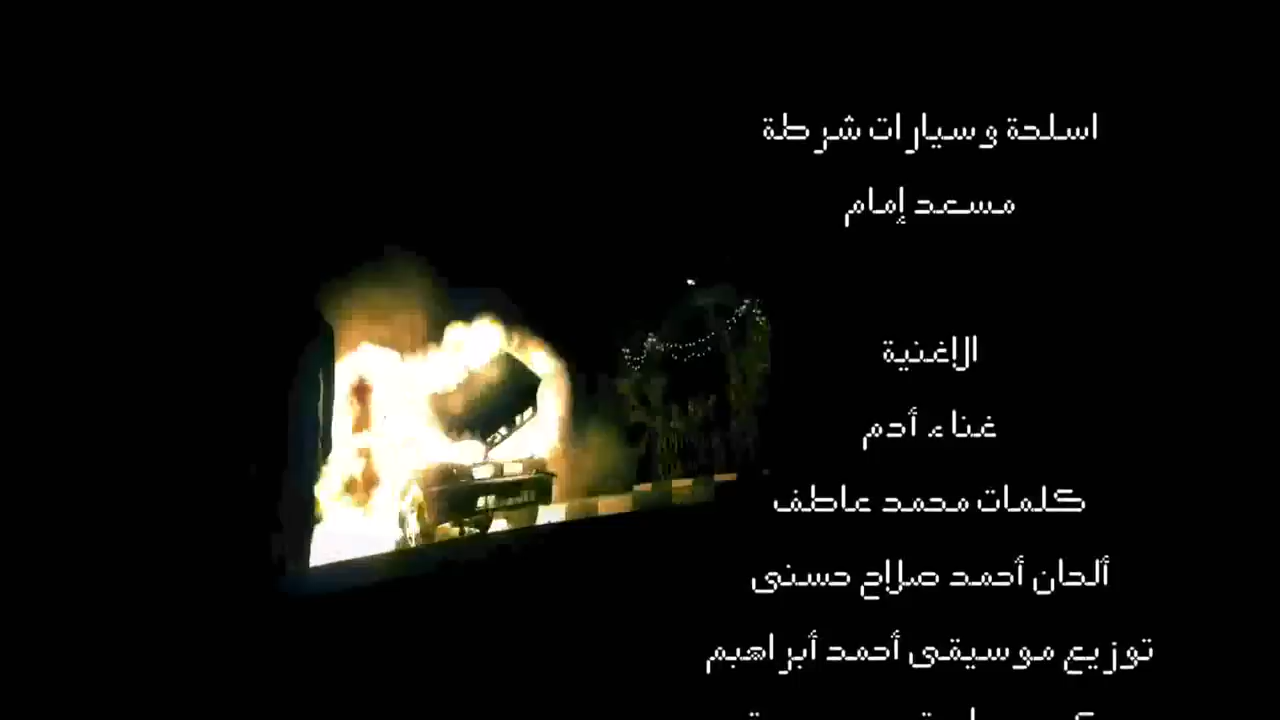 اسلحة وسيارات شرطة
مسعد إمام
الاغنية
غناء أدم
كلمات محمد عاطف
ألحان أحمد صلاح حسنى
توزيع موسيقى أحمد أبراهيم